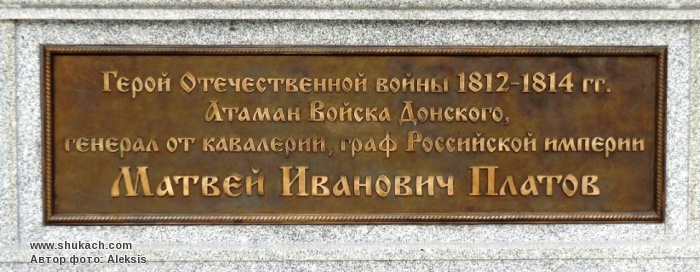 Герой Отечественной войны 1812-1814 гг.
Атаман Войска Донского,
генерал от кавалерии, граф Российской империи
Матвей Иванович Платов
www.shukach.com
Автор фото: Aleksis